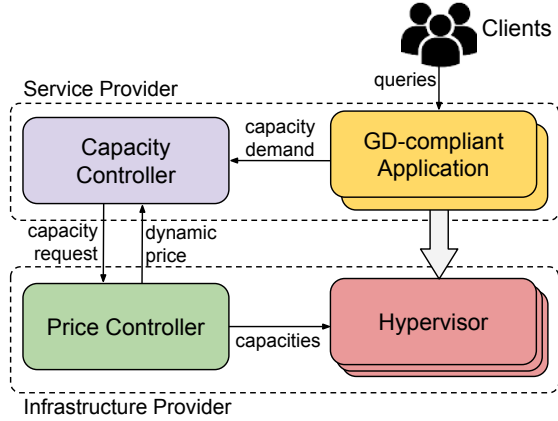 Clients
queries
Service Provider
Capacity
Controller
capacity
demand
GD-compliant
Application
capacity
request
dynamic
price
Price Controller
capacities
Hypervisor
Infrastructure Provider